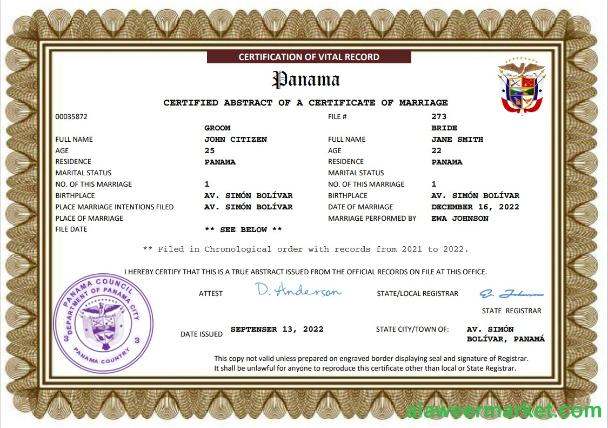 CERTIFICATION OF VITAL RECORD
Panama
CERTIFIED ABSTRACT OF A CERTIFICATE OF MARRIAGE
00035872 FILE # 273
GROOM BRIDE
FULL NAME JOHN CITIZEN FULL NAME JANE SMITH
AGE 25 AGE 22
RESIDENCE PANAMA RESIDENCE PANAMA
MARITAL STATUS MARITAL STATUS
NO. OF THIS MARRIAGE 1 NO. OF THIS MARRIAGE 1
BIRTHPLACE AV. SIMÓN BOLÍVAR BIRTHPLACE AV. SIMÓN BOLÍVAR
PLACE MARRIAGE INTENTIONS FILED AV. SIMÓN BOLÍVAR DATE OF MARRIAGE DECEMBER 16, 2022
PLACE OF MARRIAGE MARRIAGE PERFORMED BY EWA JOHNSON
FILE DATE ** SEE BELOW **
** Filed in Chronological order with records from 2021 to 2022.
I HEREBY CERTIFY THAT THIS IS A TRUE ABSTRACT ISSUED FROM THE OFFICIAL RECORDS ON FILE AT THIS OFFICE.
PANAMA COUNCIL
DEPARTMENT OF PANAMA CITY
3 3
PANAMA COUNTRY
ATTEST D. Anderson STATE/LOCAL REGISTRAR
STATE REGISTRAR
DATE ISSUED SEPTENSER 13, 2022 STATE CITY/TOWN OF: AV. SIMÓN
BOLÍVAR, PANAMÁ
This copy not valid unless prepared on engraved border displaying seal and signature of Registrar.
It shall be unlawful for anyone to reproduce this certificate other than local or State Registrar.
alaweermarket.com